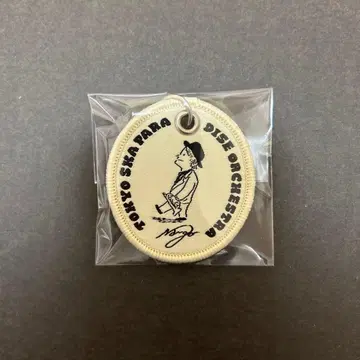 TOKYO SKA PARA
DISE ORCHESTRA